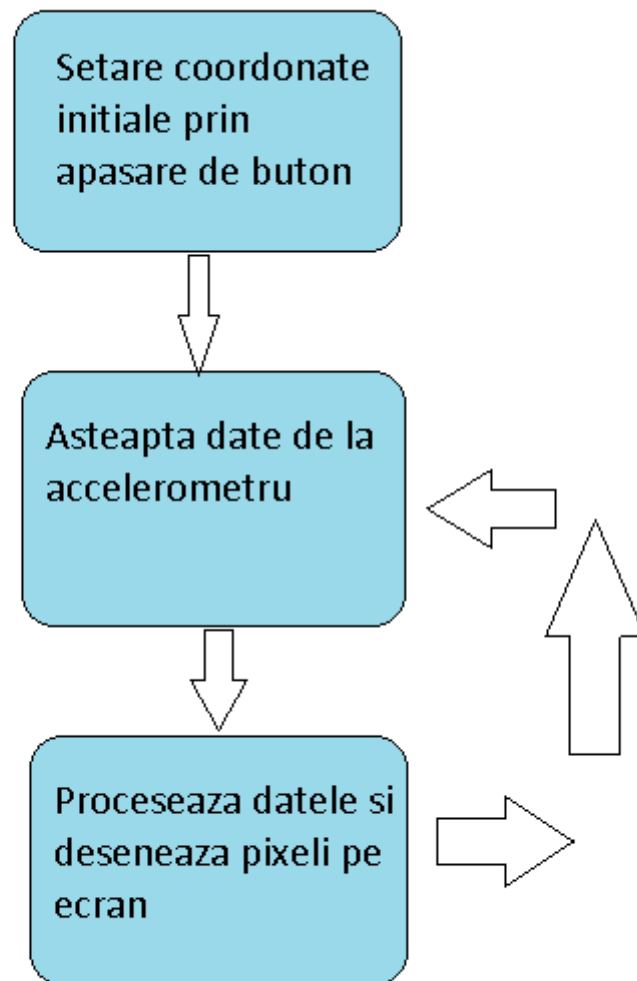 Setare coordonate
initiale prin
apasare de buton
Asteapta date de la
accelerometru
Proceseaza datele si
deseneaza pixeli pe
ecran